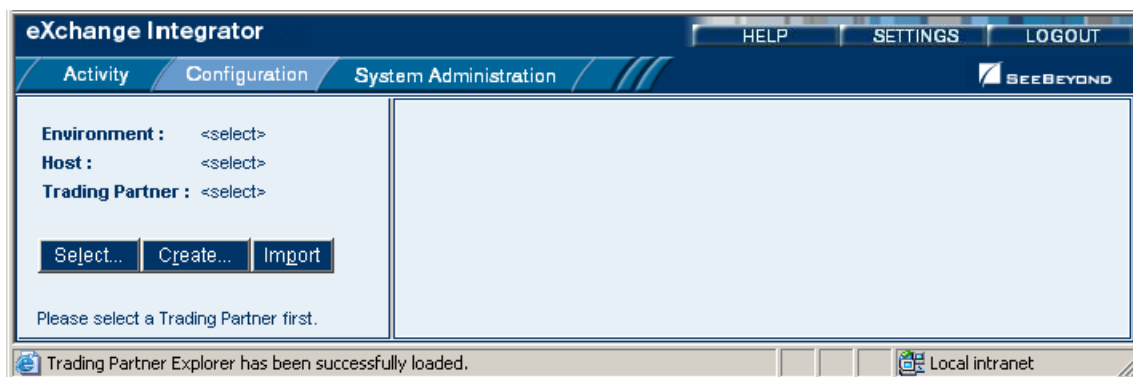 eXchange Integrator
HELP SETTINGS LOGOUT
Activity Configuration System Administration
SEEBEYOND
Environment : <select>
Host : <select>
Trading Partner : <select>
Select... Create... Import
Please select a Trading Partner first.
Trading Partner Explorer has been successfully loaded.
Local intranet